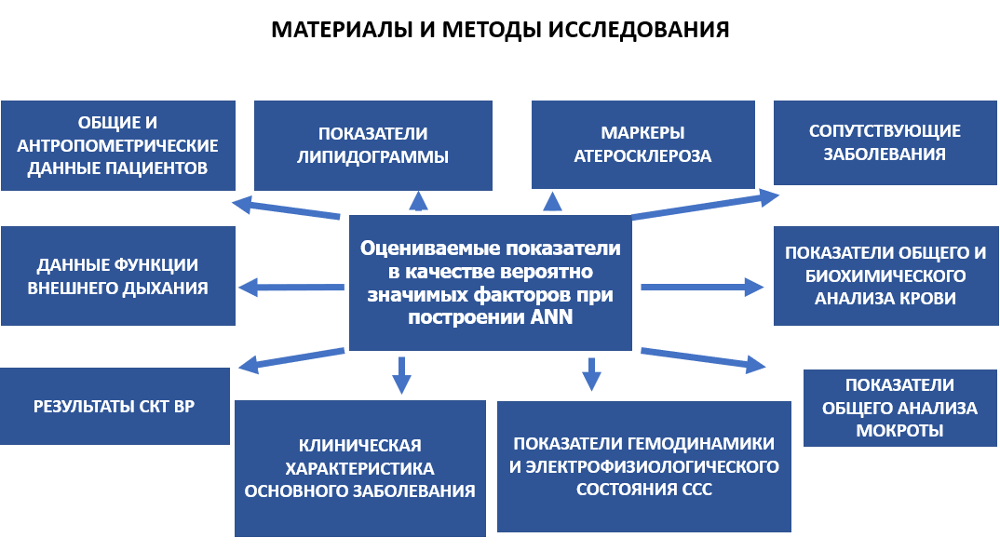 МАТЕРИАЛЫ И МЕТОДЫ ИССЛЕДОВАНИЯ
ОБЩИЕ И
АНТРОПОМЕТРИЧЕСКИЕ
ДАННЫЕ ПАЦИЕНТОВ
ПОКАЗАТЕЛИ
ЛИПИДОГРАММЫ
МАРКЕРЫ
АТЕРОСКЛЕРОЗА
СОПУТСТВУЮЩИЕ
ЗАБОЛЕВАНИЯ
ДАННЫЕ ФУНКЦИИ
ВНЕШНЕГО ДЫХАНИЯ
Оцениваемые показатели
в качестве вероятно
значимых факторов при
построении ANN
ПОКАЗАТЕЛИ ОБЩЕГО И
БИОХИМИЧЕСКОГО
АНАЛИЗА КРОВИ
РЕЗУЛЬТАТЫ СКТ ВР
КЛИНИЧЕСКАЯ
ХАРАКТЕРИСТИКА
ОСНОВНОГО ЗАБОЛЕВАНИЯ
ПОКАЗАТЕЛИ ГЕМОДИНАМИКИ
И ЭЛЕКТРОФИЗИОЛОГИЧЕСКОГО
СОСТОЯНИЯ ССС
ПОКАЗАТЕЛИ
ОБЩЕГО АНАЛИЗА
МОКРОТЫ